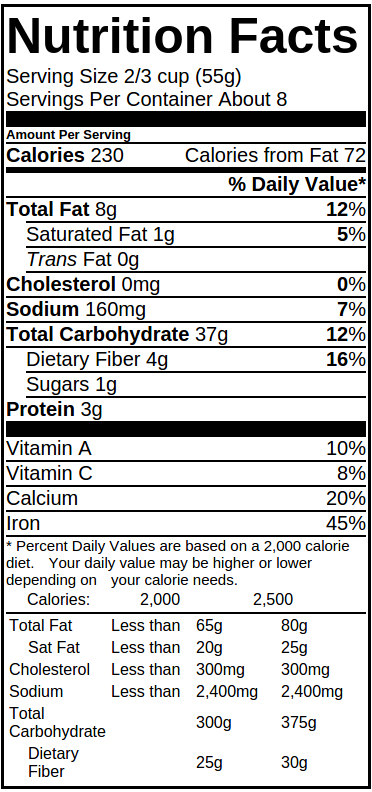 Nutrition Facts
Serving Size 2/3 cup (55g)
Servings Per Container About 8
Amount Per Serving
Calories 230 Calories from Fat 72
% Daily Value*
Total Fat 8g 12%
Saturated Fat 1g 5%
Trans Fat 0g
Cholesterol 0mg 0%
Sodium 160mg 7%
Total Carbohydrate 37g 12%
Dietary Fiber 4g 16%
Sugars 1g
Protein 3g
Vitamin A 10%
Vitamin C 8%
Calcium 20%
Iron 45%
* Percent Daily Values are based on a 2,000 calorie
diet. Your daily value may be higher or lower
depending on your calorie needs.
Calories: 2,000 2,500
Total Fat Less than 65g 80g
Sat Fat Less than 20g 25g
Cholesterol Less than 300mg 300mg
Sodium Less than 2,400mg 2,400mg
Total
Carbohydrate 300g 375g
Dietary
Fiber 25g 30g